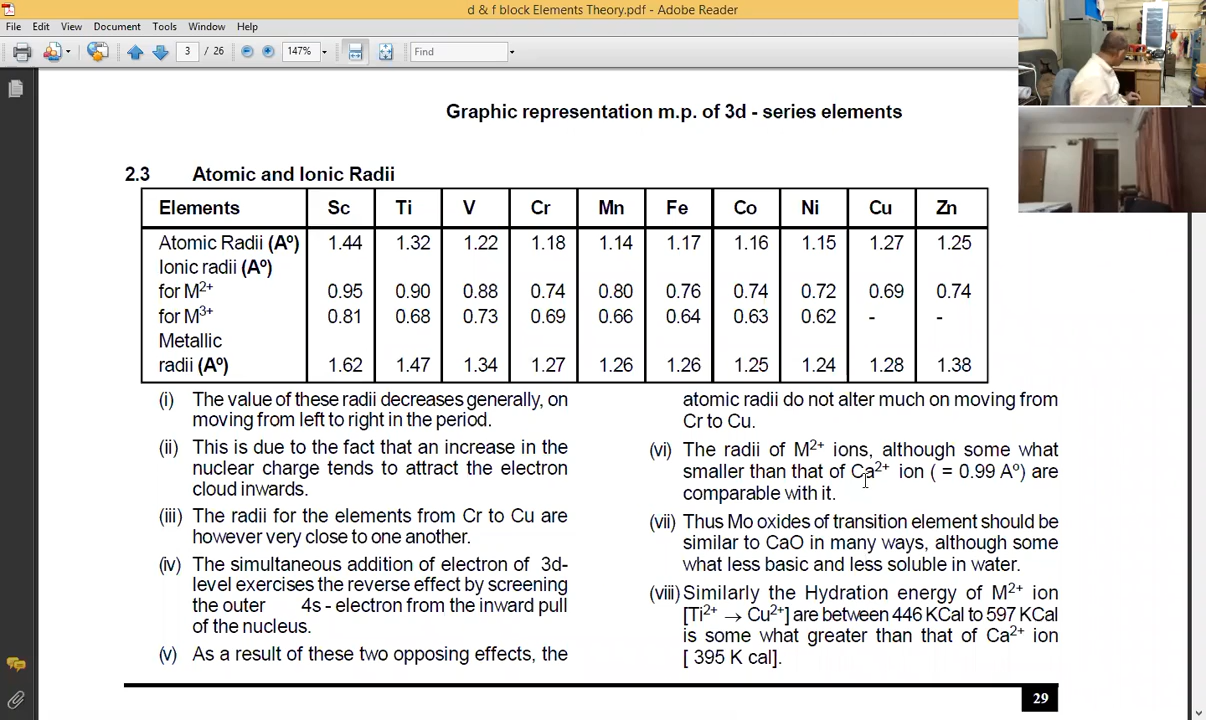 d & f block Elements Theory.pdf - Adobe Reader
File Edit View Document Tools Window Help
3 / 26 147% Find
Graphic representation m.p. of 3d - series elements
2.3 Atomic and Ionic Radii
Elements Sc Ti V Cr Mn Fe Co Ni Cu Zn
Atomic Radii (Aº) 1.44 1.32 1.22 1.18 1.14 1.17 1.16 1.15 1.27 1.25
Ionic radii (Aº)
for M2+ 0.95 0.90 0.88 0.74 0.80 0.76 0.74 0.72 0.69 0.74
for M3+ 0.81 0.68 0.73 0.69 0.66 0.64 0.63 0.62 - -
Metallic
radii (Aº) 1.62 1.47 1.34 1.27 1.26 1.26 1.25 1.24 1.28 1.38
(i) The value of these radii decreases generally, on
moving from left to right in the period.
(ii) This is due to the fact that an increase in the
nuclear charge tends to attract the electron
cloud inwards.
(iii) The radii for the elements from Cr to Cu are
however very close to one another.
(iv) The simultaneous addition of electron of 3d-
level exercises the reverse effect by screening
the outer 4s - electron from the inward pull
of the nucleus.
(v) As a result of these two opposing effects, the
atomic radii do not alter much on moving from
Cr to Cu.
(vi) The radii of M2+ ions, although some what
smaller than that of Ca2+ ion ( = 0.99 Aº) are
comparable with it.
(vii) Thus Mo oxides of transition element should be
similar to CaO in many ways, although some
what less basic and less soluble in water.
(viii) Similarly the Hydration energy of M2+ ion
[Ti2+ → Cu2+] are between 446 KCal to 597 KCal
is some what greater than that of Ca2+ ion
[ 395 K cal].
29